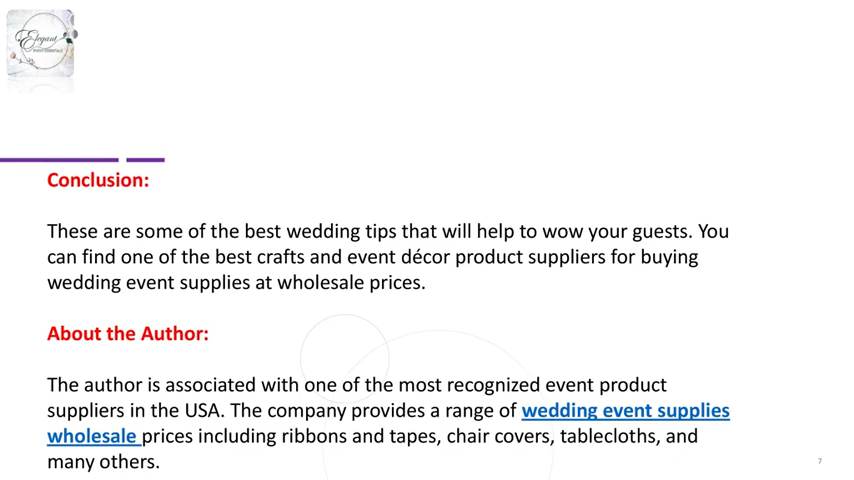 Elegant
Conclusion:
These are some of the best wedding tips that will help to wow your guests. You
can find one of the best crafts and event décor product suppliers for buying
wedding event supplies at wholesale prices.
About the Author:
The author is associated with one of the most recognized event product
suppliers in the USA. The company provides a range of wedding event supplies
wholesale prices including ribbons and tapes, chair covers, tablecloths, and
many others.
7